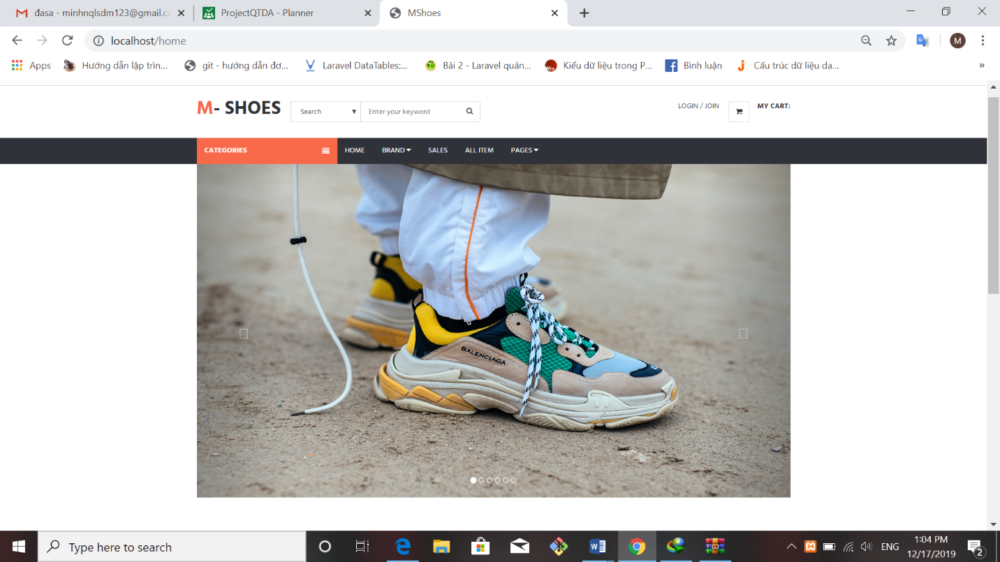 đasa - minhnqlsdm123@gmail.c
ProjectQTDA - Planner
MShoes
localhost/home
M
Apps
Hướng dẫn lập trìn...
git - hướng dẫn đơ...
Laravel DataTables:...
Bài 2 - Laravel quản...
Kiểu dữ liệu trong P...
Bình luận
Cấu trúc dữ liệu da...
»
M- SHOES
Search
Enter your keyword
LOGIN / JOIN
MY CART:
CATEGORIES
HOME
BRAND
SALES
ALL ITEM
PAGES
BALENCIAGA
Type here to search
ENG
1:04 PM
12/17/2019
2